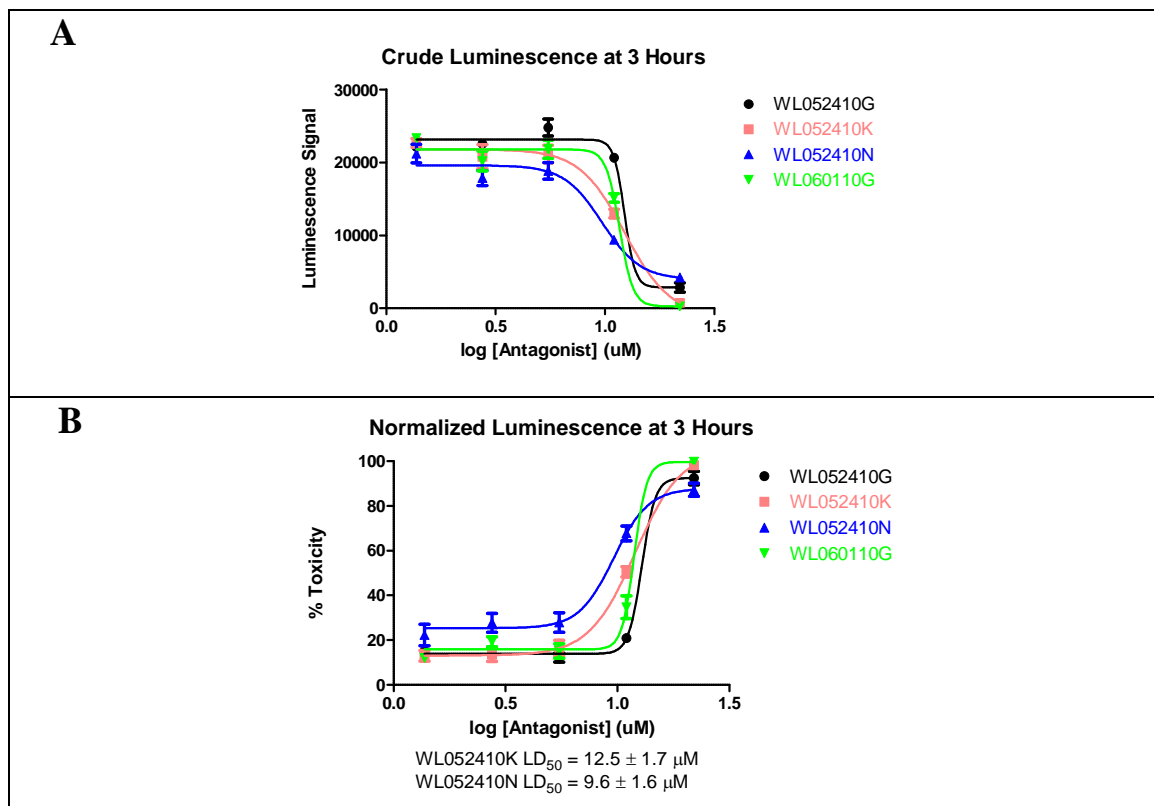 A
Crude Luminescence at 3 Hours
30000
20000
10000
0
Luminescence Signal
0.0 0.5 1.0 1.5
log [Antagonist] (uM)
WL052410G
WL052410K
WL052410N
WL060110G
B
Normalized Luminescence at 3 Hours
100
80
60
40
20
0
% Toxicity
0.0 0.5 1.0 1.5
log [Antagonist] (uM)
WL052410G
WL052410K
WL052410N
WL060110G
WL052410K LD50 = 12.5 ± 1.7 μM
WL052410N LD50 = 9.6 ± 1.6 μM